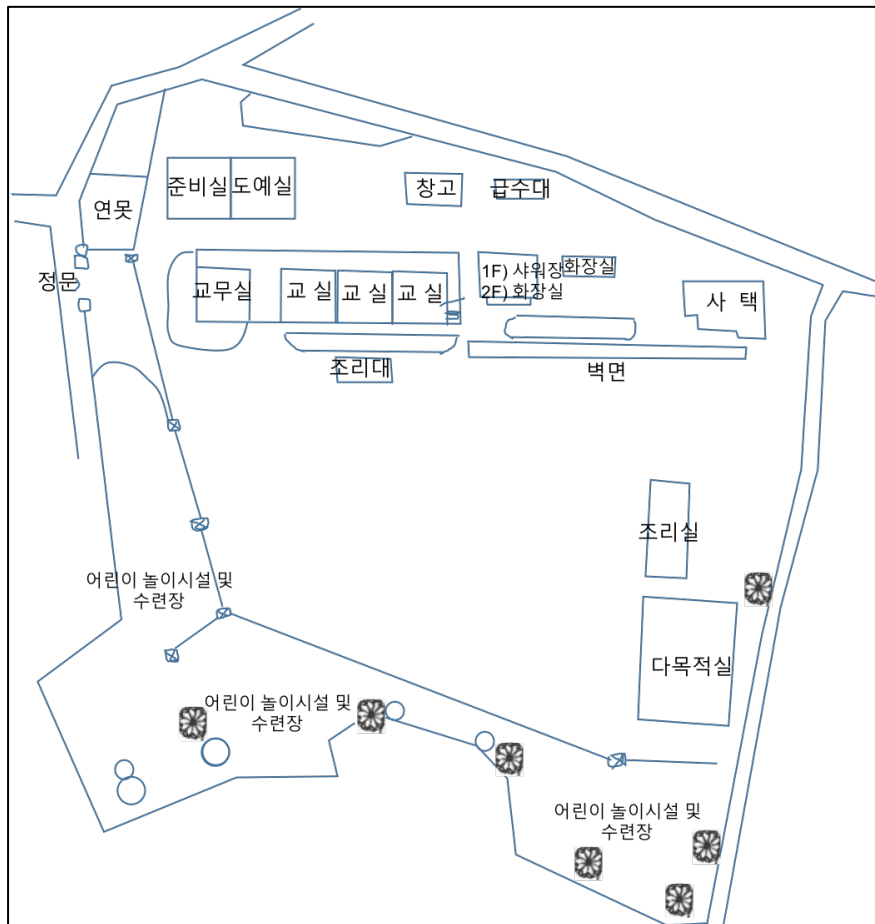 준비실
도예실
창고
급수대
연못
정문
교무실
교 실
교 실
교 실
1F) 샤워장
2F) 화장실
화장실
사 택
조리대
벽면
조리실
어린이 놀이시설 및
수련장
다목적실
어린이 놀이시설 및
수련장
어린이 놀이시설 및
수련장